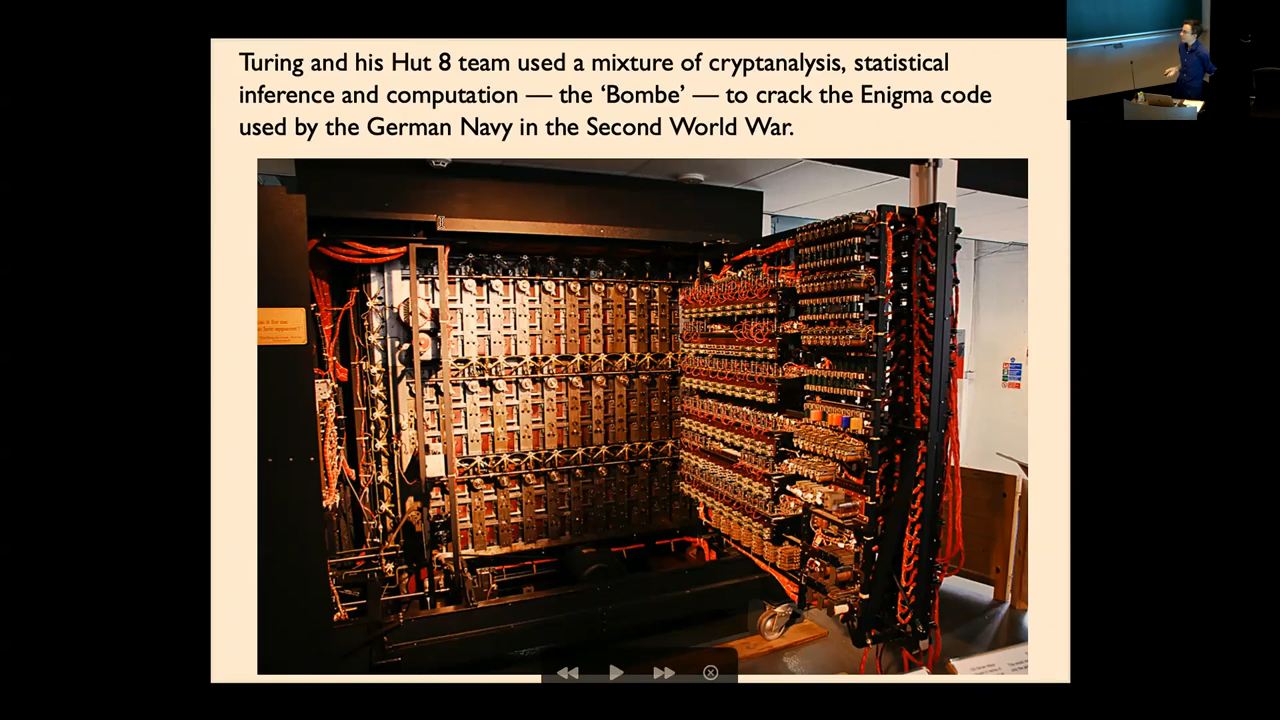 Turing and his Hut 8 team used a mixture of cryptanalysis, statistical
inference and computation — the ‘Bombe’ — to crack the Enigma code
used by the German Navy in the Second World War.